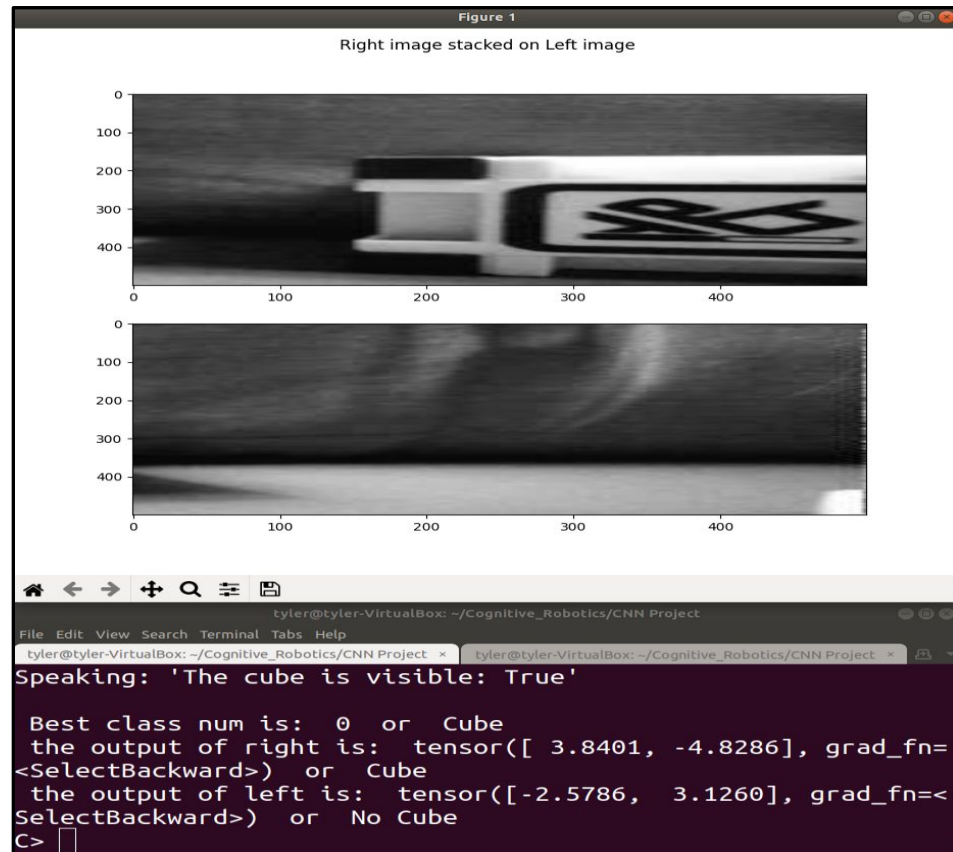 Figure 1
Right image stacked on Left image
0
100
200
300
400
0 100 200 300 400
0
100
200
300
400
0 100 200 300 400
tyler@tyler-VirtualBox: ~/Cognitive_Robotics/CNN Project
File Edit View Search Terminal Tabs Help
tyler@tyler-VirtualBox: ~/Cognitive_Robotics/CNN Project × tyler@tyler-VirtualBox: ~/Cognitive_Robotics/CNN Project ×
Speaking: 'The cube is visible: True'
Best class num is:  0  or  Cube
the output of right is:  tensor([ 3.8401, -4.8286], grad_fn=
<SelectBackward>)  or  Cube
the output of left is:  tensor([-2.5786,  3.1260], grad_fn=<
SelectBackward>)  or  No Cube
C>